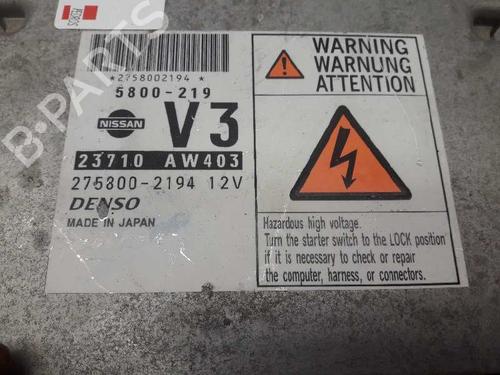 *2758002194*
5800-219
NISSAN
V3
23710 AW403
275800-2194 12V
DENSO
MADE IN JAPAN
WARNING
WARNUNG
ATTENTION
Hazardous high voltage.
Turn the starter switch to the LOCK position
if it is necessary to check or repair
the computer, harness, or connectors.
B-PARTS